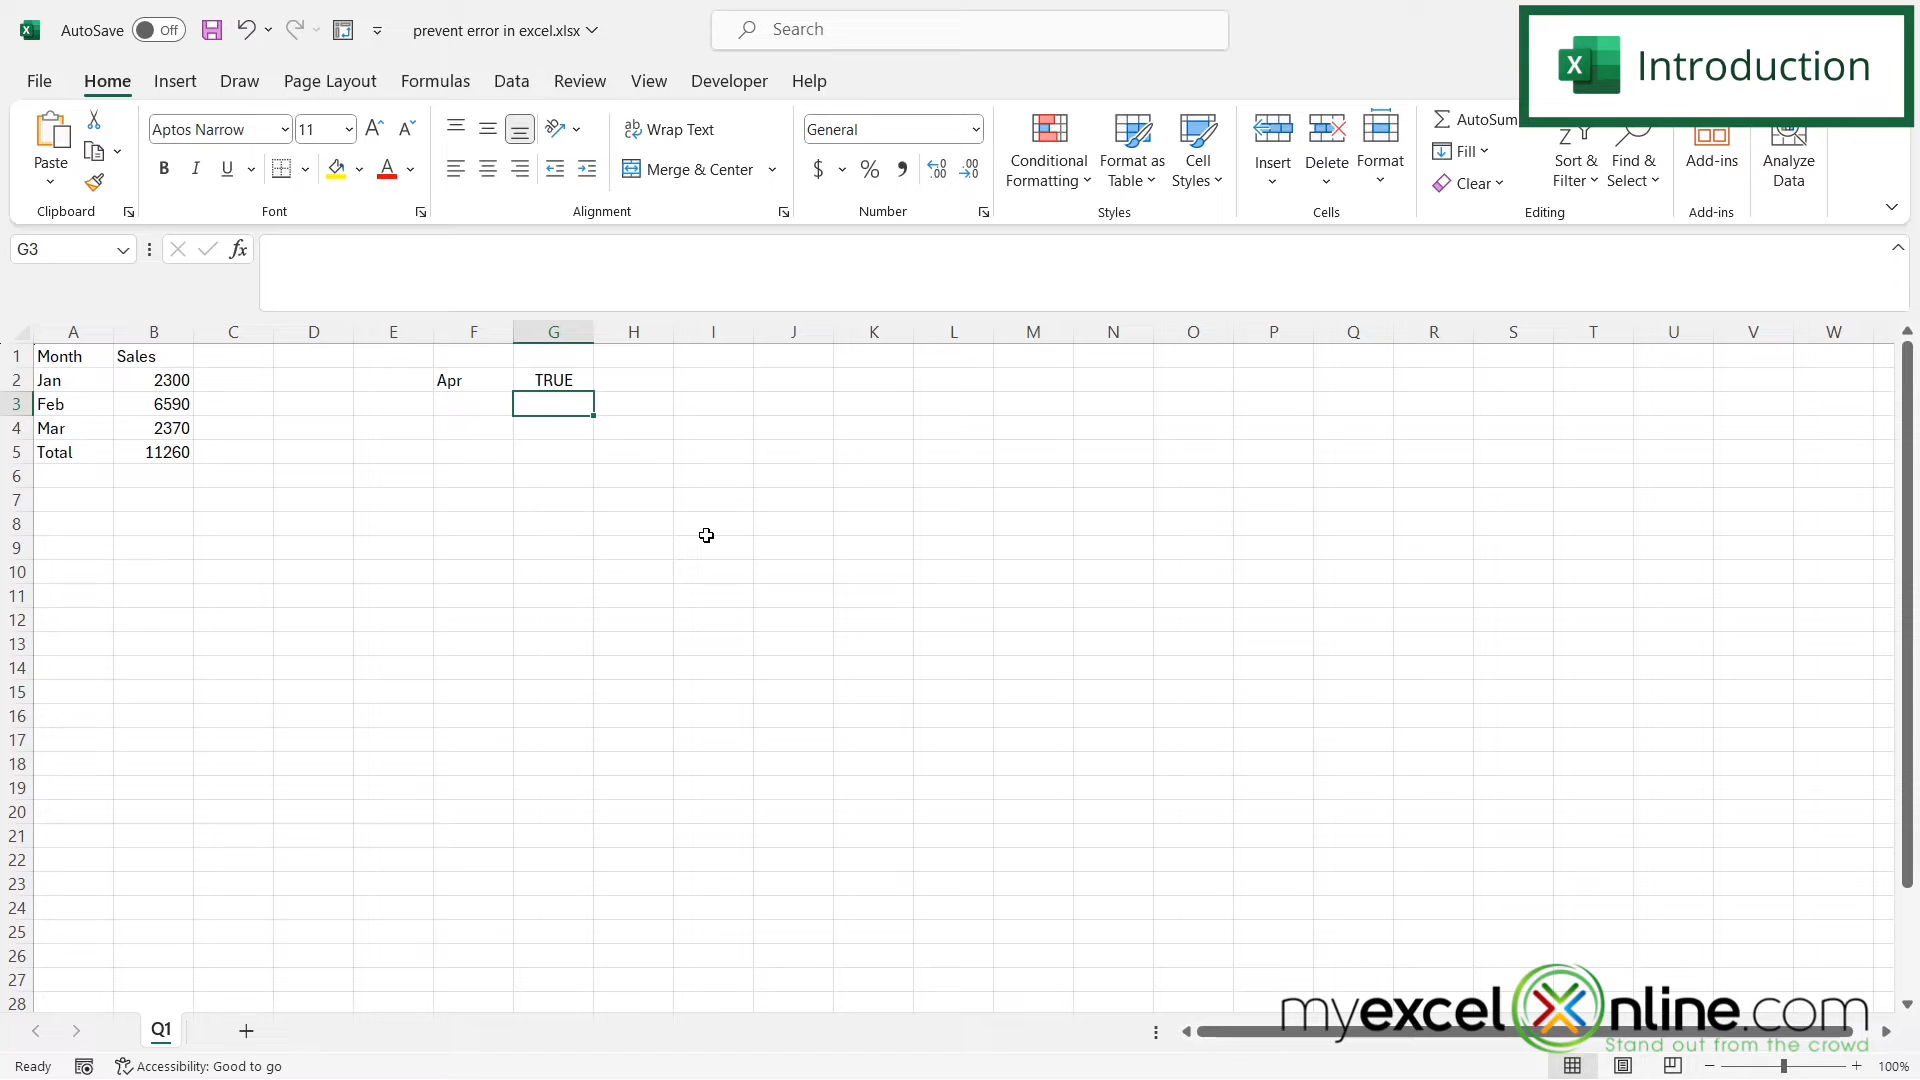 AutoSave Off prevent error in excel.xlsx Search
Introduction
File Home Insert Draw Page Layout Formulas Data Review View Developer Help
Paste
Aptos Narrow 11
B I U
A
ab Wrap Text
Merge & Center
General
$ % 9
Conditional Formatting
Format as Table
Cell Styles
Insert Delete Format
AutoSum
Fill
Clear
Sort & Filter
Find & Select
Add-ins
Analyze Data
Clipboard Font Alignment Number Styles Cells Editing Add-ins
G3 fx
A B C D E F G H I J K L M N O P Q R S T U V W
1 Month Sales
2 Jan 2300 Apr TRUE
3 Feb 6590
4 Mar 2370
5 Total 11260
6
7
8
9
10
11
12
13
14
15
16
17
18
19
20
21
22
23
24
25
26
27
28
myexcelonline.com
Stand out from the crowd
Q1
Ready Accessibility: Good to go 100%